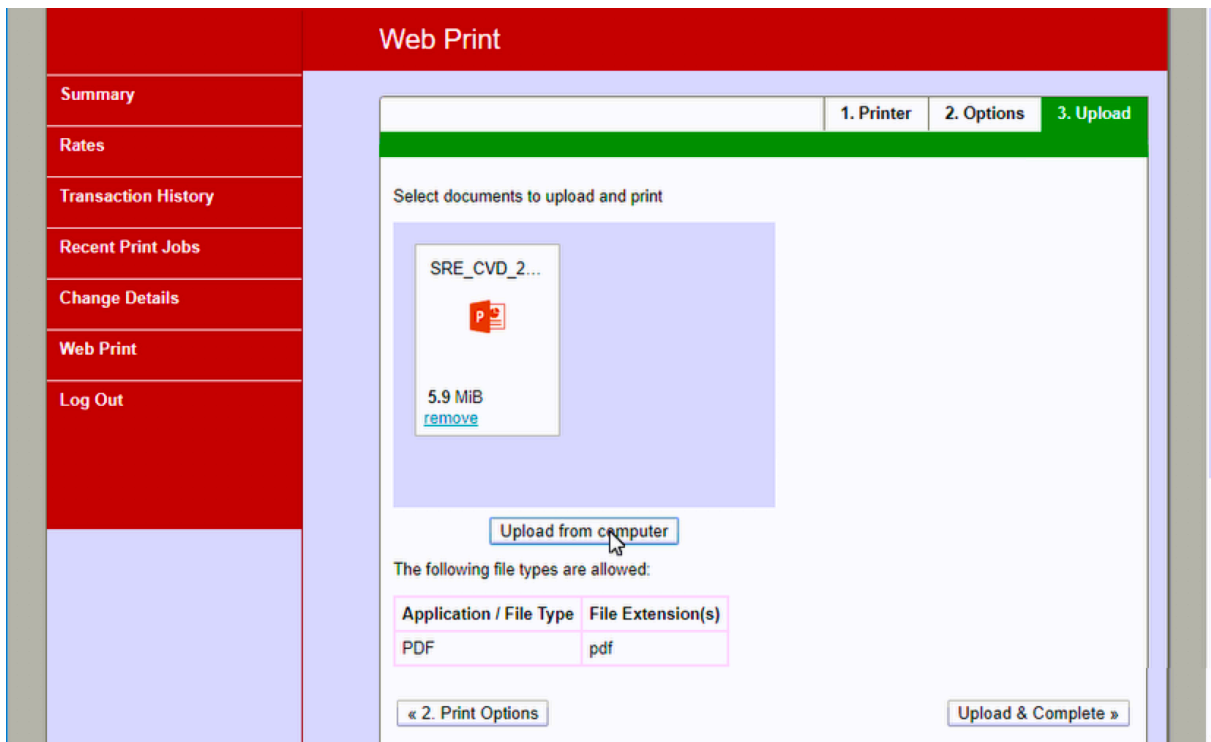 Web Print
Summary
Rates
Transaction History
Recent Print Jobs
Change Details
Web Print
Log Out
1. Printer 2. Options 3. Upload
Select documents to upload and print
SRE_CVD_2...
P
5.9 MiB
remove
Upload from computer
The following file types are allowed:
Application / File Type File Extension(s)
PDF pdf
« 2. Print Options
Upload & Complete »